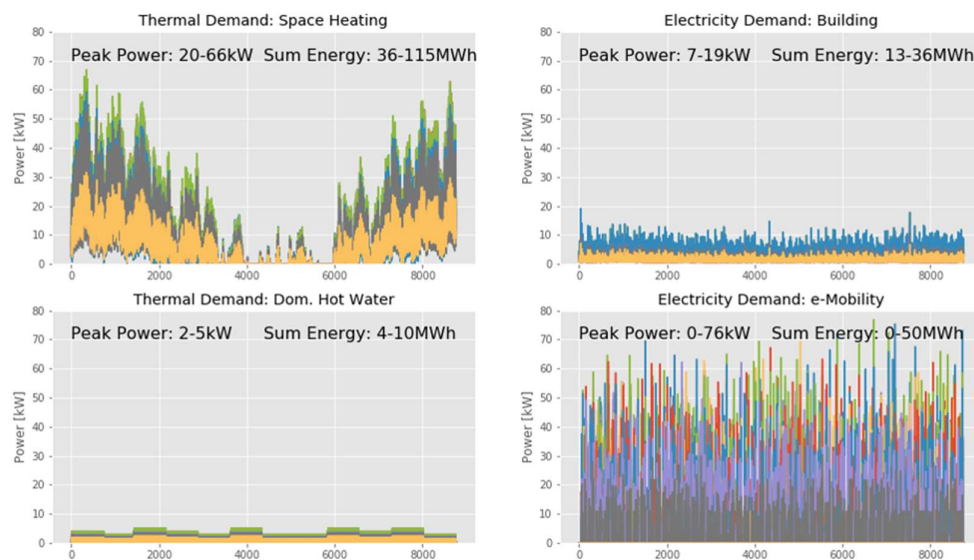 Thermal Demand: Space Heating
Peak Power: 20-66kW Sum Energy: 36-115MWh
Power [kW]
80
70
60
50
40
30
20
10
0
0 2000 4000 6000 8000
Electricity Demand: Building
Peak Power: 7-19kW Sum Energy: 13-36MWh
Power [kW]
80
70
60
50
40
30
20
10
0
0 2000 4000 6000 8000
Thermal Demand: Dom. Hot Water
Peak Power: 2-5kW Sum Energy: 4-10MWh
Power [kW]
80
70
60
50
40
30
20
10
0
0 2000 4000 6000 8000
Electricity Demand: e-Mobility
Peak Power: 0-76kW Sum Energy: 0-50MWh
Power [kW]
80
70
60
50
40
30
20
10
0
0 2000 4000 6000 8000